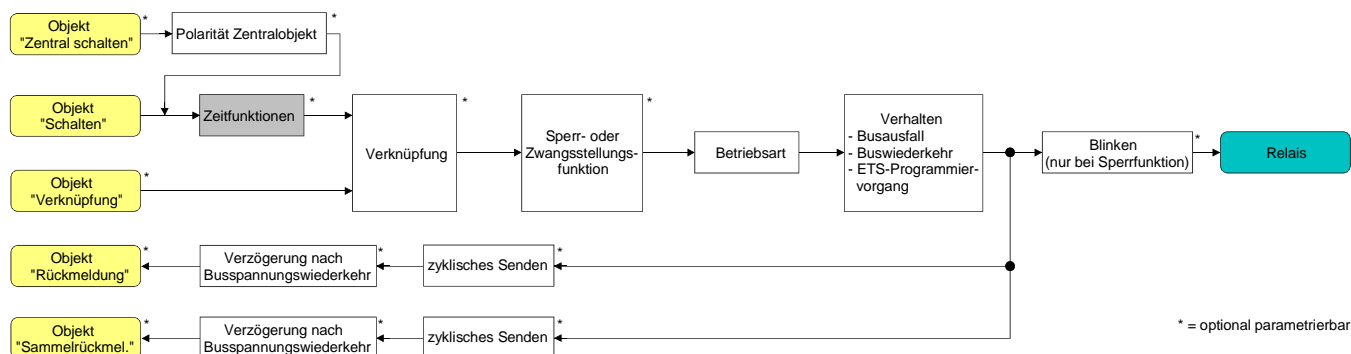 Objekt
"Zentral schalten"
*
Polarität Zentralobjekt
*
Objekt
"Schalten"
Zeitfunktionen
*
Verknüpfung
*
Sperr- oder
Zwangsstellungs-
funktion
*
Betriebsart
Verhalten
- Busausfall
- Buswiederkehr
- ETS-Programmier-
vorgang
Blinken
(nur bei Sperrfunktion)
*
Relais
Objekt
"Verknüpfung"
*
Objekt
"Rückmeldung"
*
Verzögerung nach
Busspannungswiederkehr
*
zyklisches Senden
*
Objekt
"Sammelrückmel."
*
Verzögerung nach
Busspannungswiederkehr
*
zyklisches Senden
*
* = optional parametrierbar